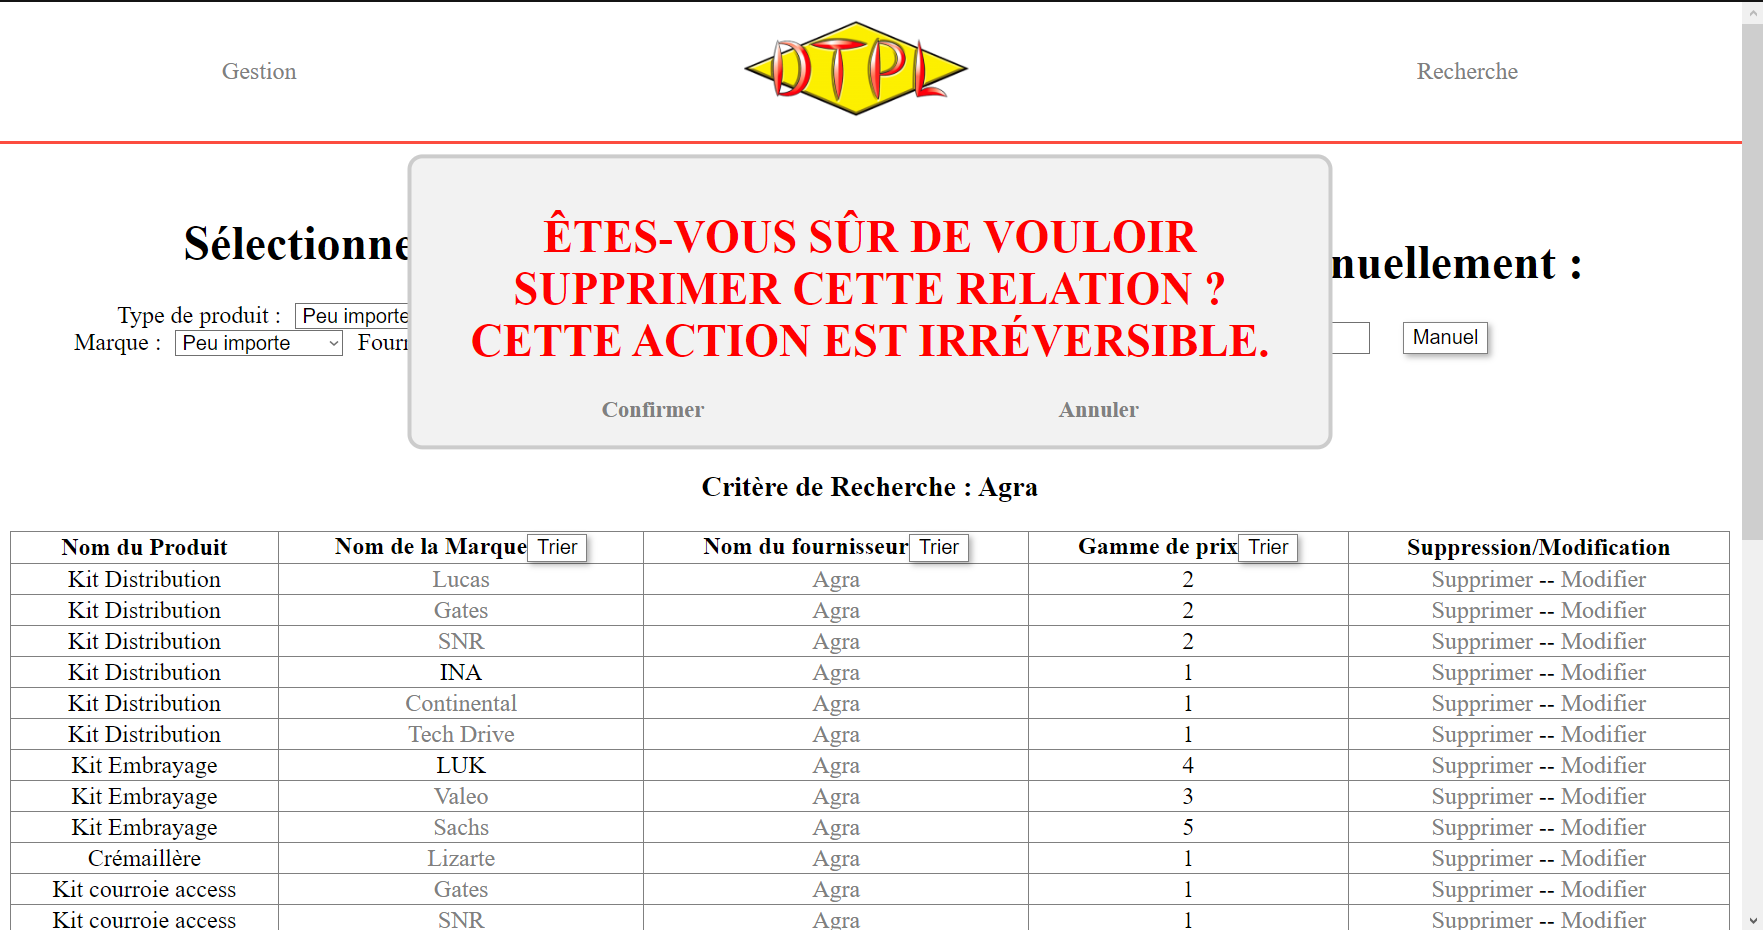 Gestion
DTPL
Recherche
ÊTES-VOUS SÛR DE VOULOIR
SUPPRIMER CETTE RELATION ?
CETTE ACTION EST IRRÉVERSIBLE.
Confirmer Annuler
Sélectionne
nuellement :
Type de produit : Peu importe
Marque : Peu importe Fourn
Manuel
Critère de Recherche : Agra
Nom du Produit Nom de la Marque Trier Nom du fournisseur Trier Gamme de prix Trier Suppression/Modification
Kit Distribution Lucas Agra 2 Supprimer -- Modifier
Kit Distribution Gates Agra 2 Supprimer -- Modifier
Kit Distribution SNR Agra 2 Supprimer -- Modifier
Kit Distribution INA Agra 1 Supprimer -- Modifier
Kit Distribution Continental Agra 1 Supprimer -- Modifier
Kit Distribution Tech Drive Agra 1 Supprimer -- Modifier
Kit Embrayage LUK Agra 4 Supprimer -- Modifier
Kit Embrayage Valeo Agra 3 Supprimer -- Modifier
Kit Embrayage Sachs Agra 5 Supprimer -- Modifier
Crémaillère Lizarte Agra 1 Supprimer -- Modifier
Kit courroie access Gates Agra 1 Supprimer -- Modifier
Kit courroie access SNR Agra 1 Supprimer -- Modifier